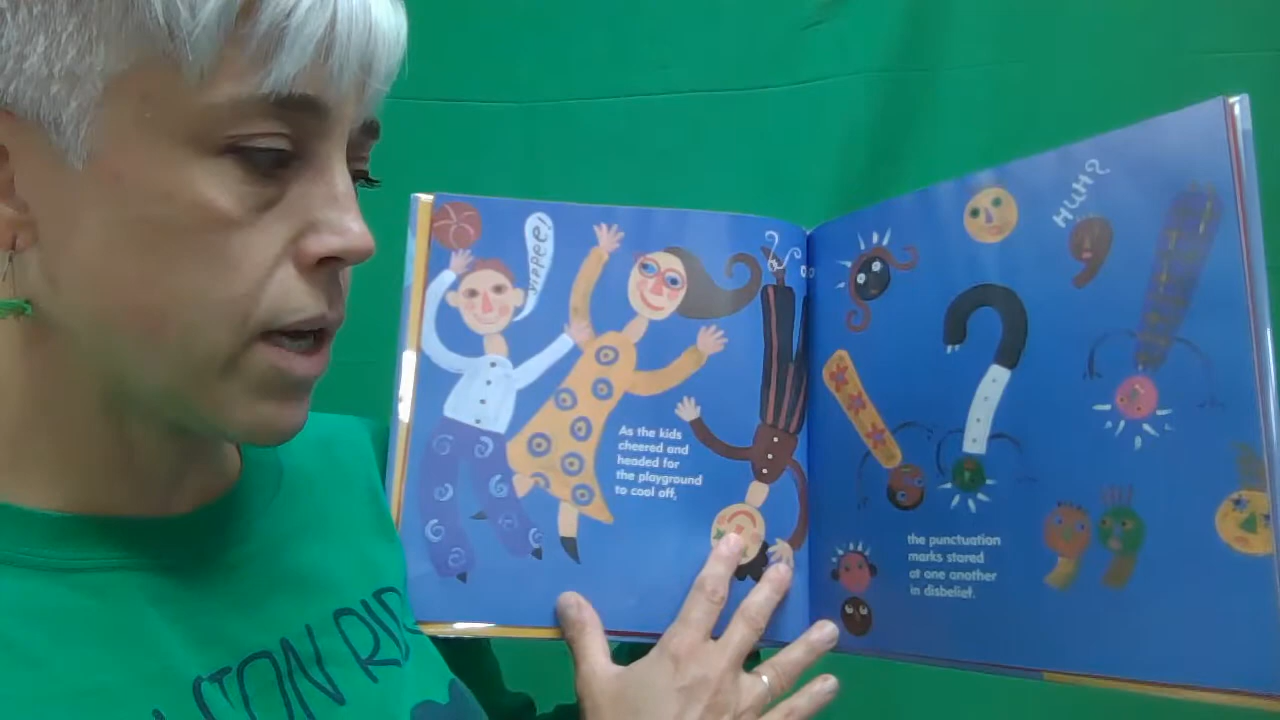 YIPPEE!
As the kids
cheered and
headed for
the playground
to cool off,
HUH?
the punctuation
marks stared
at one another
in disbelief.